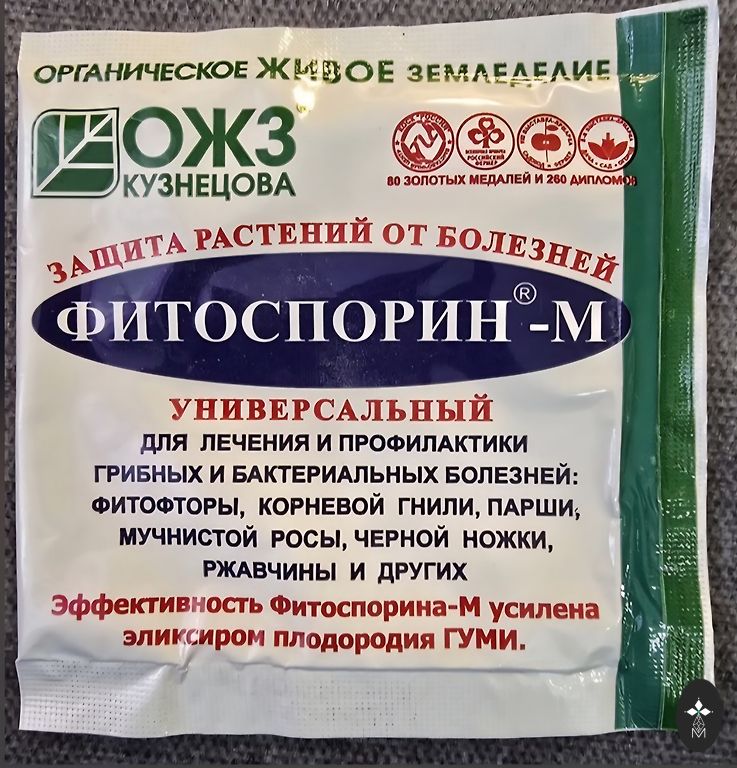 ОРГАНИЧЕСКОЕ ЖИВОЕ ЗЕМЛЕДЕЛИЕ
ОЖЗ
КУЗНЕЦОВА
80 ЗОЛОТЫХ МЕДАЛЕЙ И 260 ДИПЛОМОВ
ЗАЩИТА РАСТЕНИЙ ОТ БОЛЕЗНЕЙ
ФИТОСПОРИН®-М
УНИВЕРСАЛЬНЫЙ
ДЛЯ ЛЕЧЕНИЯ И ПРОФИЛАКТИКИ
ГРИБНЫХ И БАКТЕРИАЛЬНЫХ БОЛЕЗНЕЙ:
ФИТОФТОРЫ, КОРНЕВОЙ ГНИЛИ, ПАРШИ,
МУЧНИСТОЙ РОСЫ, ЧЕРНОЙ НОЖКИ,
РЖАВЧИНЫ И ДРУГИХ
Эффективность Фитоспорина-М усилена
эликсиром плодородия ГУМИ.
M